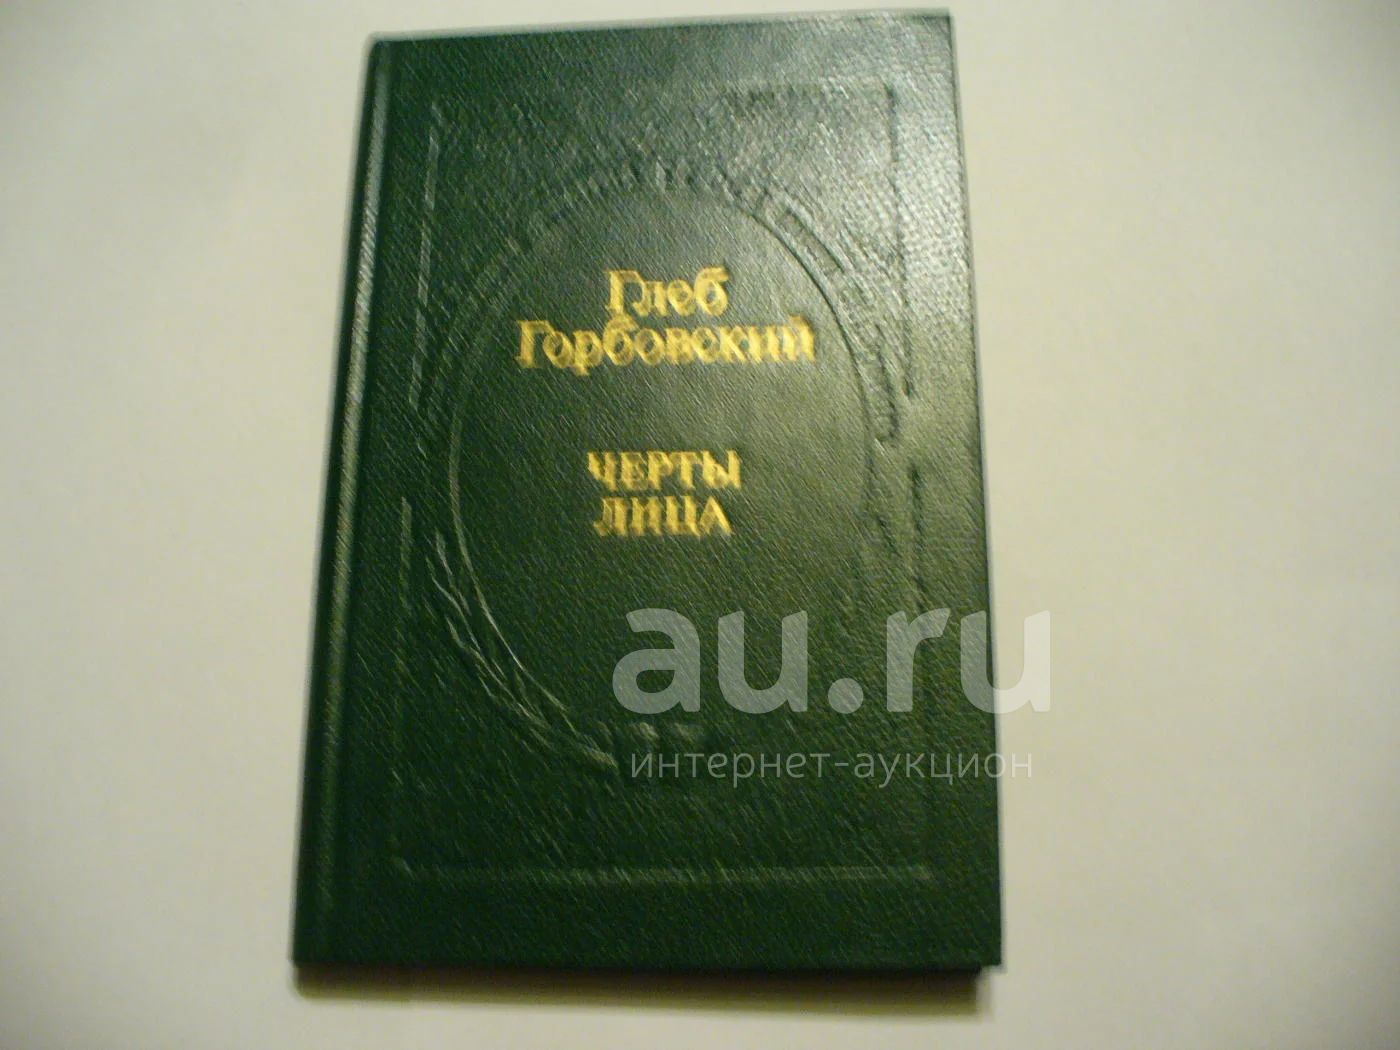 Глеб
Горбовский
ЧЕРТЫ
ЛИЦА
au.ru
интернет-аукцион